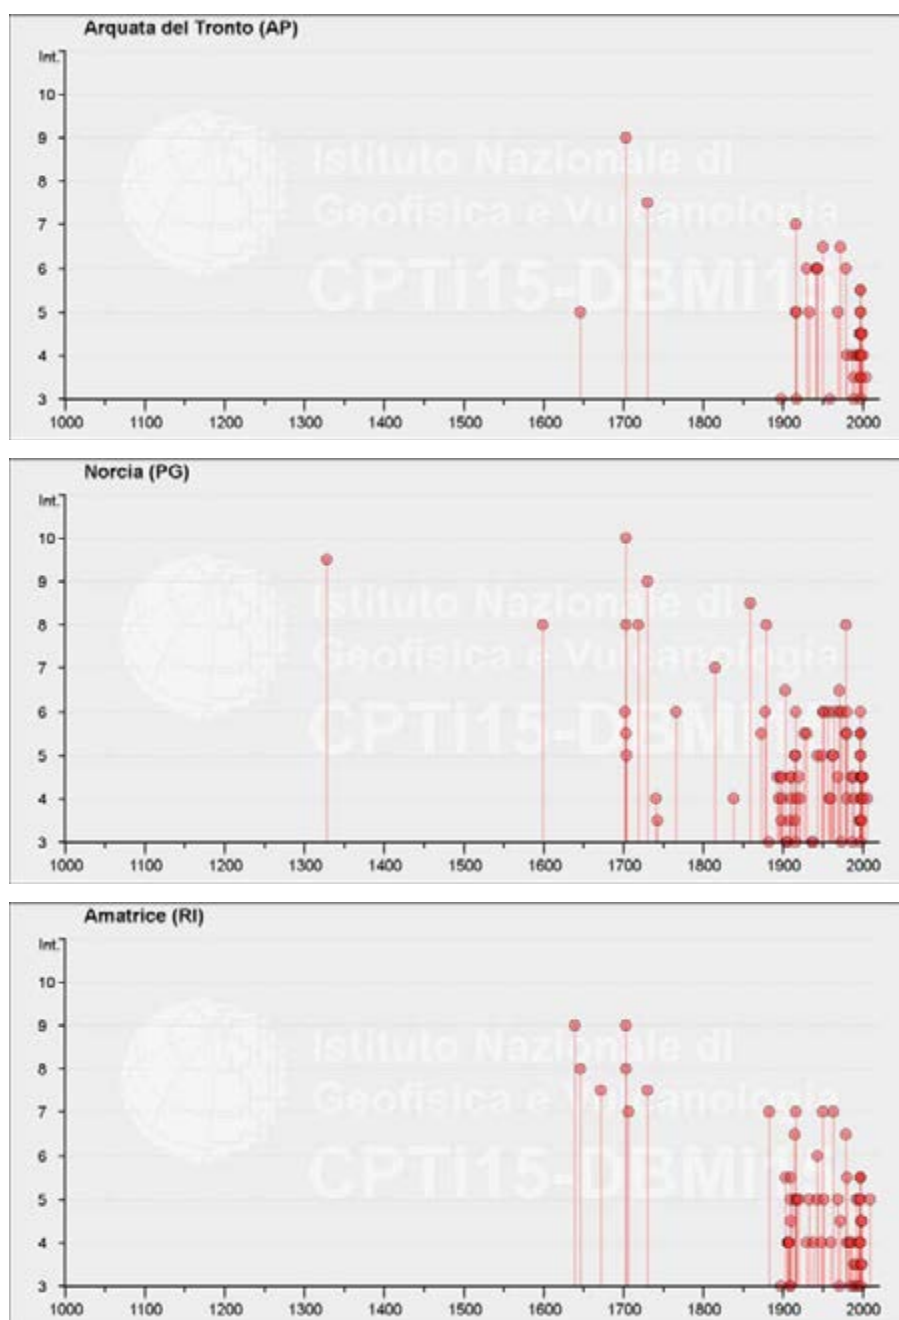 Arquata del Tronto (AP)
Int.
10
9
8
7
6
5
4
3
1000 1100 1200 1300 1400 1500 1600 1700 1800 1900 2000
Istituto Nazionale di
Geofisica e Vulcanologia
CPTI15-DBMI15
Norcia (PG)
Int.
10
9
8
7
6
5
4
3
1000 1100 1200 1300 1400 1500 1600 1700 1800 1900 2000
Istituto Nazionale di
Geofisica e Vulcanologia
CPTI15-DBMI15
Amatrice (RI)
Int.
10
9
8
7
6
5
4
3
1000 1100 1200 1300 1400 1500 1600 1700 1800 1900 2000
Istituto Nazionale di
Geofisica e Vulcanologia
CPTI15-DBMI15